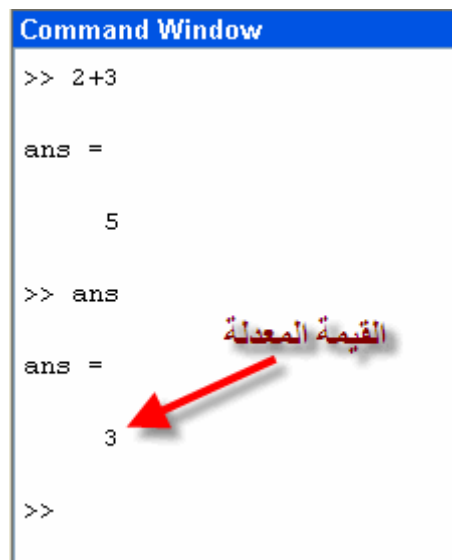 Command Window
>> 2+3
ans =
5
>> ans
القيمة المعدلة
ans =
3
>>